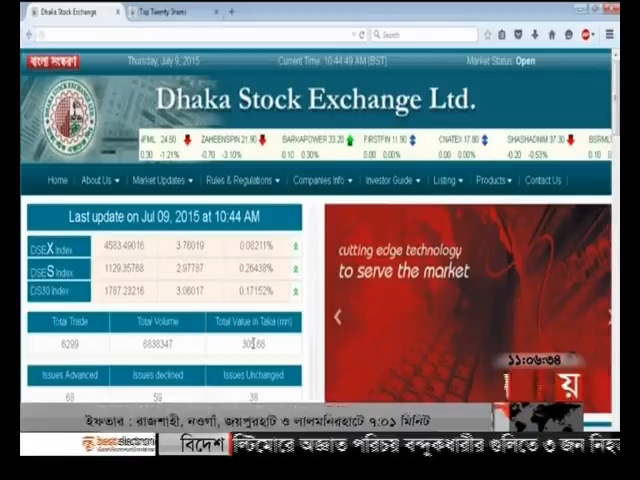 Dhaka Stock Exchange
Top Twenty Shares
Search
বাংলা সংস্করণ
Thursday, July 9, 2015
Current Time: 10:44:49 AM (BST)
Market Status: Open
Dhaka Stock Exchange Ltd.
24.50 ZAHEENSPIN 21.90 BARKAPOWER 33.20 FIRSTFIN 11.90 CNATEX 17.80 SHASHADNIM 37.30
0.30 -1.21% -0.70 -3.10% 0.10 0.30% 0.00 0.00% 0.00 0.00% -0.20 -0.53% 0.10
Home About Us Market Updates Rules & Regulations Companies Info Investor Guide Listing Products Contact Us
Last update on Jul 09, 2015 at 10:44 AM
DSEX Index 4583.49016 3.76019 0.08211%
DSES Index 1129.35768 2.97787 0.26438%
DS30 Index 1787.23216 3.06017 0.17152%
Total Trade Total Volume Total Value in Taka (mn)
6299 6838347
Issues Advanced Issues declined Issues Unchanged
68 59 38
cutting edge technology
to serve the market
১১:০৬:৩৪
য়
ইফতার : রাজশাহী, নওগাঁ, জয়পুরহাট ও লালমনিরহাটে ৭:০১ মিনিট
বিদেশ
ল্টিমোরে অজ্ঞাত পরিচয় বন্দুকধারীর গুলিতে ৩ জন